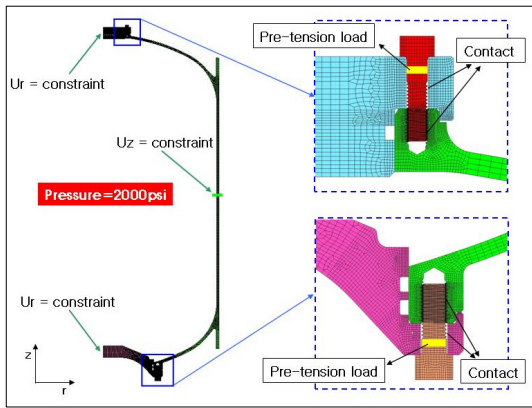 Pre-tension load
Contact
Ur = constraint
Uz = constraint
Pressure=2000psi
Ur = constraint
z
r
Pre-tension load
Contact